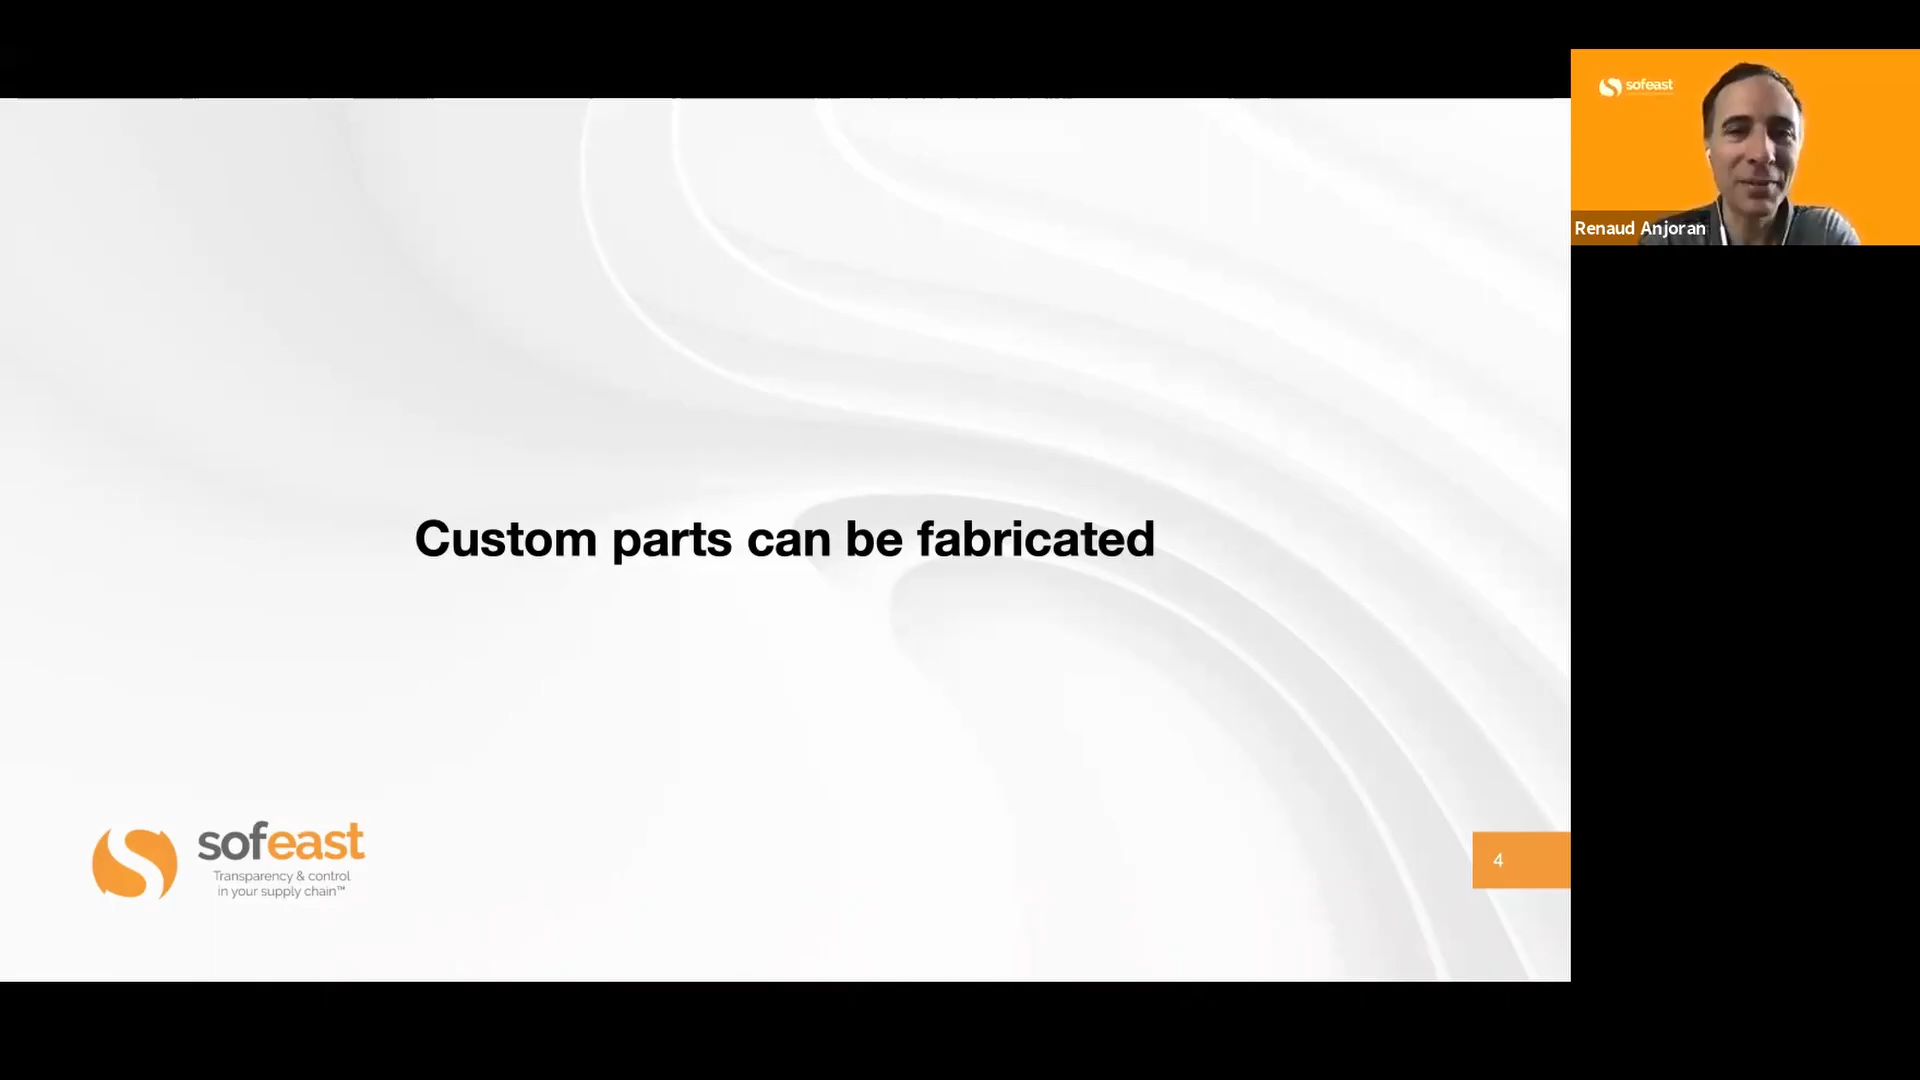 sofeast
Renaud Anjoran
Custom parts can be fabricated
sofeast
Transparency & control
in your supply chain™
4